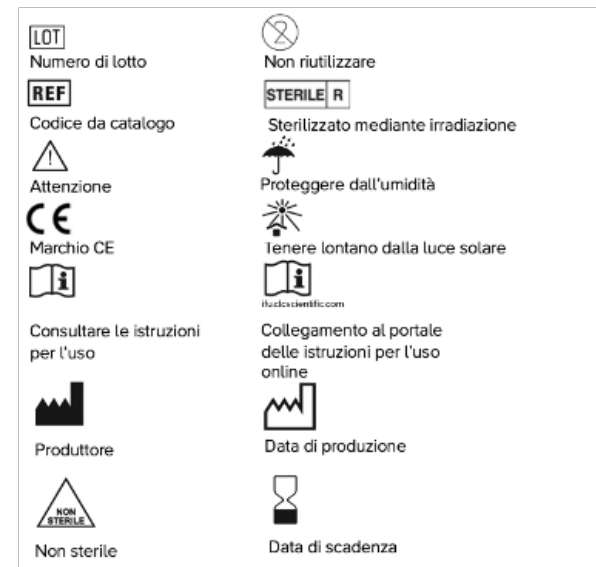 LOT
2
Numero di lotto
Non riutilizzare
REF
STERILE R
Codice da catalogo
Sterilizzato mediante irradiazione
!
Attenzione
Proteggere dall'umidità
CE
Marchio CE
Tenere lontano dalla luce solare
i
i
Consultare le istruzioni
per l'uso
Collegamento al portale
delle istruzioni per l'uso
online
Produttore
Data di produzione
NON
STERILE
Non sterile
Data di scadenza